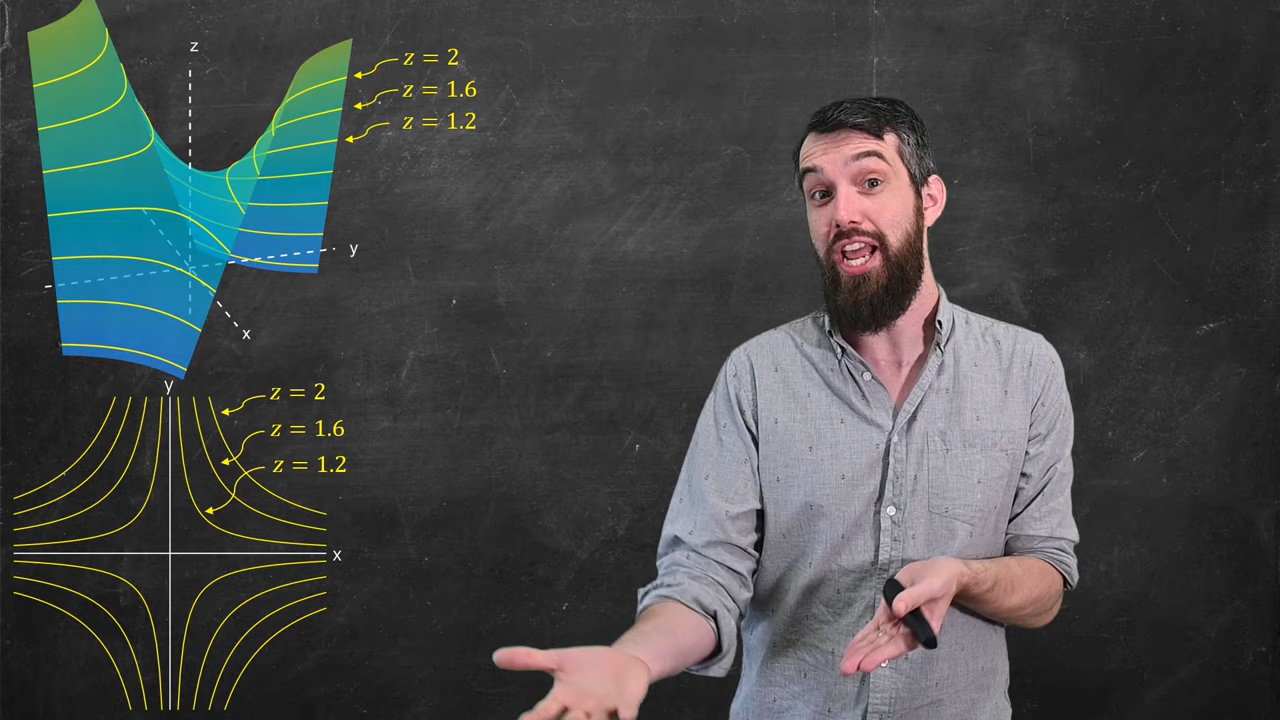 z
z = 2
z = 1.6
z = 1.2
y
x
y
z = 2
z = 1.6
z = 1.2
x